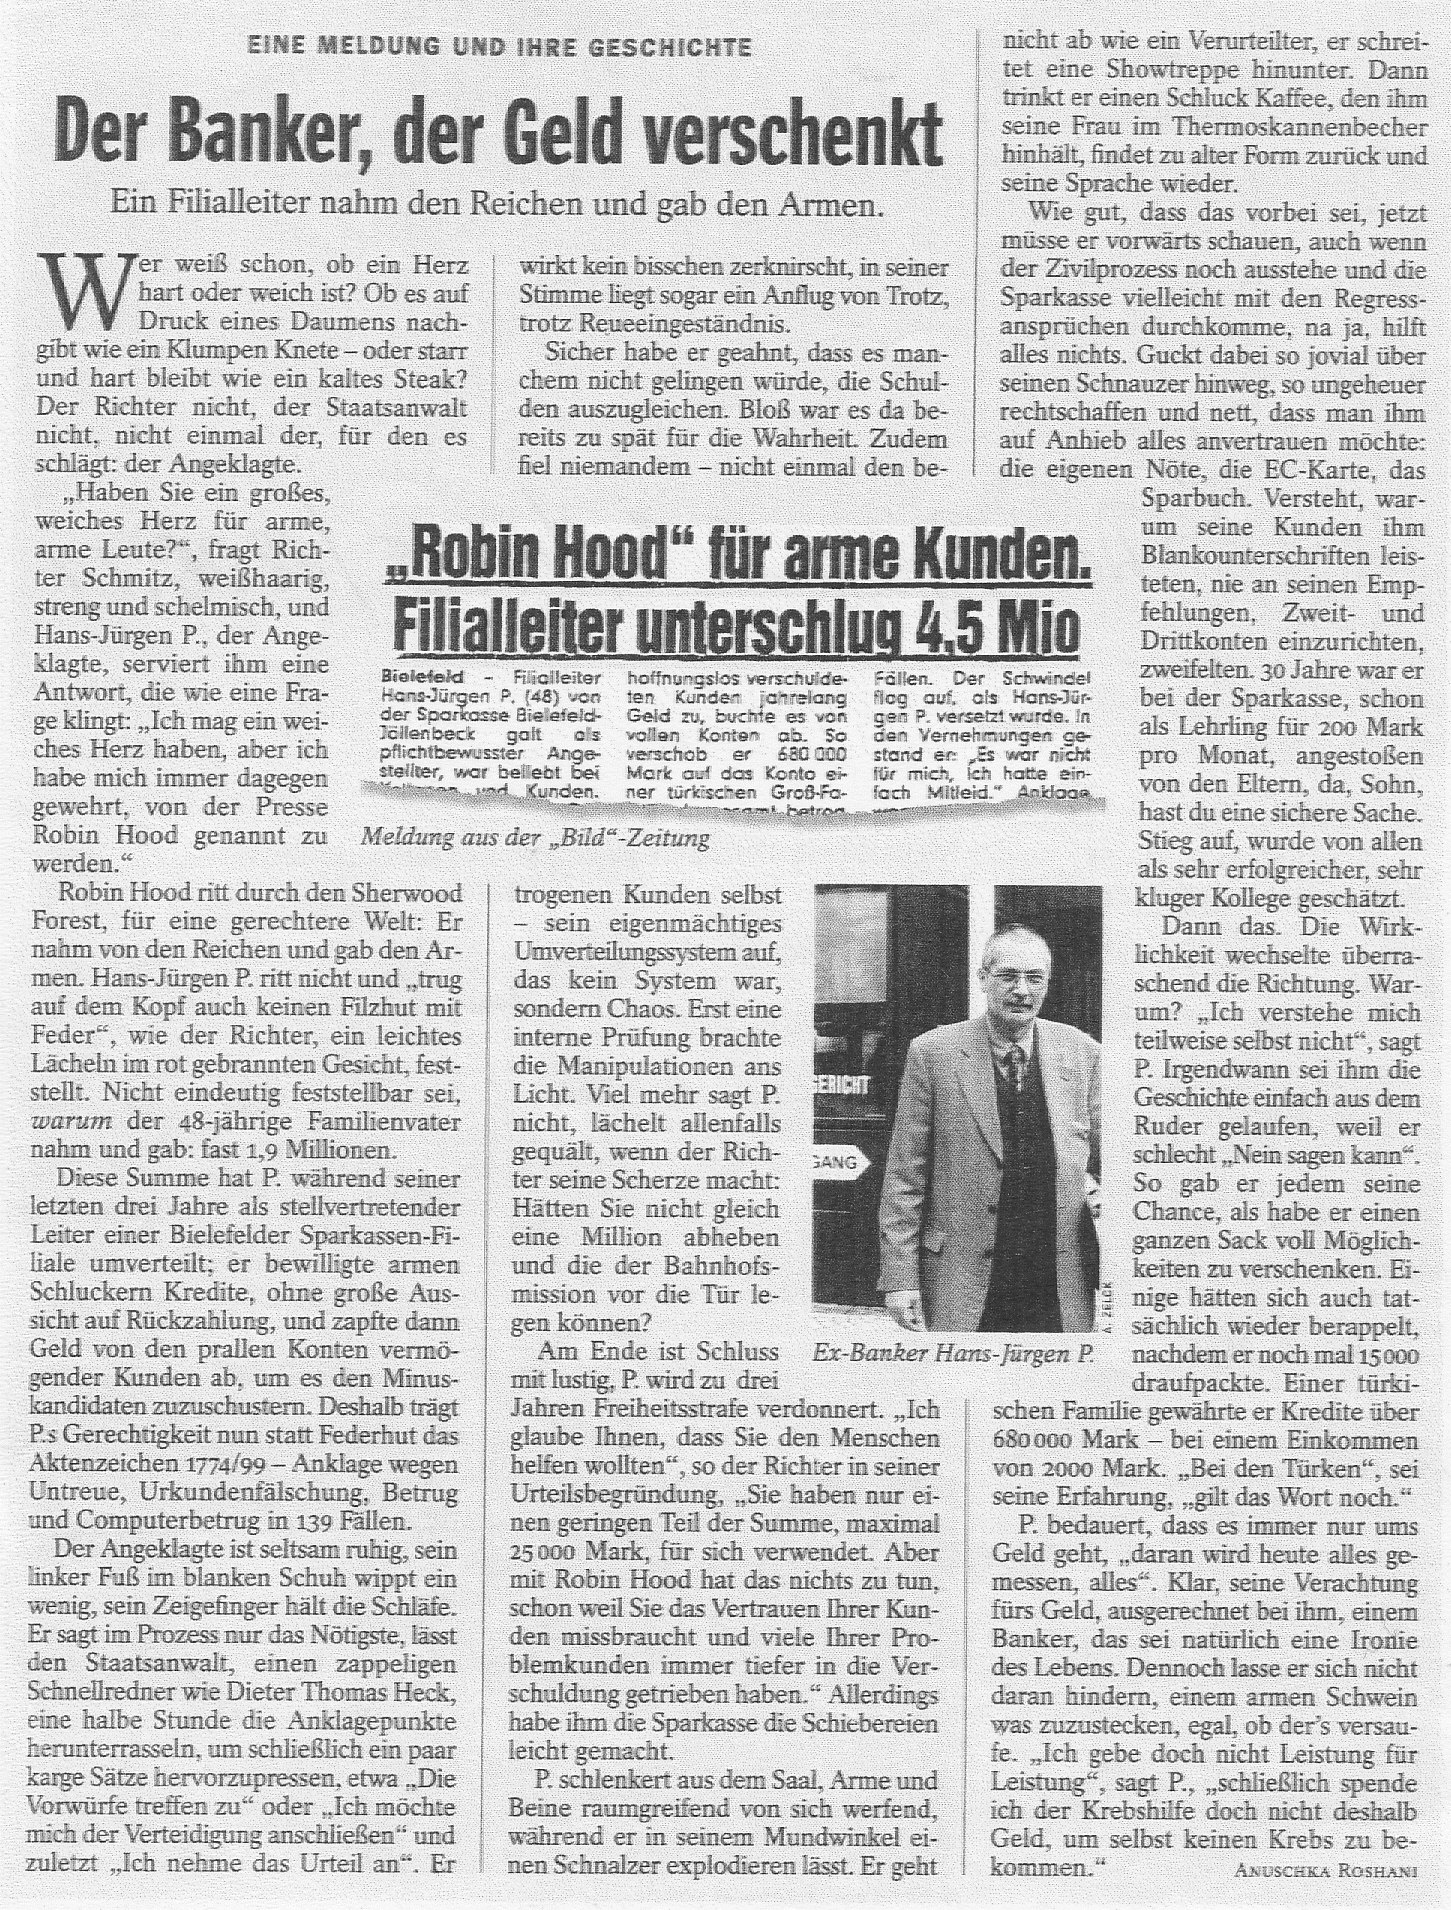 EINE MELDUNG UND IHRE GESCHICHTE
Der Banker, der Geld verschenkt
Ein Filialleiter nahm den Reichen und gab den Armen.
Wer weiß schon, ob ein Herz
hart oder weich ist? Ob es auf
Druck eines Daumens nach-
gibt wie ein Klumpen Knete – oder starr
und hart bleibt wie ein kaltes Steak?
Der Richter nicht, der Staatsanwalt
nicht, nicht einmal der, für den es
schlägt: der Angeklagte.
„Haben Sie ein großes,
weiches Herz für arme,
arme Leute?“, fragt Rich-
ter Schmitz, weißhaarig,
streng und schelmisch, und
Hans-Jürgen P., der Ange-
klagte, serviert ihm eine
Antwort, die wie eine Fra-
ge klingt: „Ich mag ein wei-
ches Herz haben, aber ich
habe mich immer dagegen
gewehrt, von der Presse
Robin Hood genannt zu
werden.“
Robin Hood ritt durch den Sherwood
Forest, für eine gerechtere Welt: Er
nahm von den Reichen und gab den Ar-
men. Hans-Jürgen P. ritt nicht und „trug
auf dem Kopf auch keinen Filzhut mit
Feder“, wie der Richter, ein leichtes
Lächeln im rot gebrannten Gesicht, fest-
stellt. Nicht eindeutig feststellbar sei,
warum der 48-jährige Familienvater
nahm und gab: fast 1,9 Millionen.
Diese Summe hat P. während seiner
letzten drei Jahre als stellvertretender
Leiter einer Bielefelder Sparkassen-Fi-
liale umverteilt; er bewilligte armen
Schluckern Kredite, ohne große Aus-
sicht auf Rückzahlung, und zapfte dann
Geld von den prallen Konten vermö-
gender Kunden ab, um es den Minus-
kandidaten zuzuschustern. Deshalb trägt
P.s Gerechtigkeit nun statt Federhut das
Aktenzeichen 1774/99 – Anklage wegen
Untreue, Urkundenfälschung, Betrug
und Computerbetrug in 139 Fällen.
Der Angeklagte ist seltsam ruhig, sein
linker Fuß im blanken Schuh wippt ein
wenig, sein Zeigefinger hält die Schläfe.
Er sagt im Prozess nur das Nötigste, lässt
den Staatsanwalt, einen zappeligen
Schnellredner wie Dieter Thomas Heck,
eine halbe Stunde die Anklagepunkte
herunterrasseln, um schließlich ein paar
karge Sätze hervorzupressen, etwa „Die
Vorwürfe treffen zu“ oder „Ich möchte
mich der Verteidigung anschließen“ und
zuletzt „Ich nehme das Urteil an“. Er
wirkt kein bisschen zerknirscht, in seiner
Stimme liegt sogar ein Anflug von Trotz,
trotz Reueeingeständnis.
Sicher habe er geahnt, dass es man-
chem nicht gelingen würde, die Schul-
den auszugleichen. Bloß war es da be-
reits zu spät für die Wahrheit. Zudem
fiel niemandem – nicht einmal den be-
„Robin Hood“ für arme Kunden.
Filialleiter unterschlug 4,5 Mio
Bielefeld – Filialleiter
Hans-Jürgen P. (48) von
der Sparkasse Bielefeld-
Jöllenbeck galt als
pflichtbewusster Ange-
stellter, war beliebt bei
Kollegen und Kunden.
hoffnungslos verschulde-
ten Kunden jahrelang
Geld zu, buchte es von
vollen Konten ab. So
verschob er 680 000
Mark auf das Konto ei-
ner türkischen Groß-Fa-
betrog
Fällen. Der Schwindel
flog auf, als Hans-Jür-
gen P. versetzt wurde. In
den Vernehmungen ge-
stand er: „Es war nicht
für mich, ich hatte ein-
fach Mitleid.“ Anklage
Meldung aus der „Bild“-Zeitung
trogenen Kunden selbst
– sein eigenmächtiges
Umverteilungssystem auf,
das kein System war,
sondern Chaos. Erst eine
interne Prüfung brachte
die Manipulationen ans
Licht. Viel mehr sagt P.
nicht, lächelt allenfalls
gequält, wenn der Rich-
ter seine Scherze macht:
Hätten Sie nicht gleich
eine Million abheben
und die der Bahnhofs-
mission vor die Tür le-
gen können?
Am Ende ist Schluss
mit lustig, P. wird zu drei
Jahren Freiheitsstrafe verdonnert. „Ich
glaube Ihnen, dass Sie den Menschen
helfen wollten“, so der Richter in seiner
Urteilsbegründung, „Sie haben nur ei-
nen geringen Teil der Summe, maximal
25 000 Mark, für sich verwendet. Aber
mit Robin Hood hat das nichts zu tun,
schon weil Sie das Vertrauen Ihrer Kun-
den missbraucht und viele Ihrer Pro-
blemkunden immer tiefer in die Ver-
schuldung getrieben haben.“ Allerdings
habe ihm die Sparkasse die Schiebereien
leicht gemacht.
P. schlenkert aus dem Saal, Arme und
Beine raumgreifend von sich werfend,
während er in seinem Mundwinkel ei-
nen Schnalzer explodieren lässt. Er geht
GERICHT
GANG
A. ZELCK
Ex-Banker Hans-Jürgen P.
nicht ab wie ein Verurteilter, er schrei-
tet eine Showtreppe hinunter. Dann
trinkt er einen Schluck Kaffee, den ihm
seine Frau im Thermoskannenbecher
hinhält, findet zu alter Form zurück und
seine Sprache wieder.
Wie gut, dass das vorbei sei, jetzt
müsse er vorwärts schauen, auch wenn
der Zivilprozess noch ausstehe und die
Sparkasse vielleicht mit den Regress-
ansprüchen durchkomme, na ja, hilft
alles nichts. Guckt dabei so jovial über
seinen Schnauzer hinweg, so ungeheuer
rechtschaffen und nett, dass man ihm
auf Anhieb alles anvertrauen möchte:
die eigenen Nöte, die EC-Karte, das
Sparbuch. Versteht, war-
um seine Kunden ihm
Blankounterschriften leis-
teten, nie an seinen Emp-
fehlungen, Zweit- und
Drittkonten einzurichten,
zweifelten. 30 Jahre war er
bei der Sparkasse, schon
als Lehrling für 200 Mark
pro Monat, angestoßen
von den Eltern, da, Sohn,
hast du eine sichere Sache.
Stieg auf, wurde von allen
als sehr erfolgreicher, sehr
kluger Kollege geschätzt.
Dann das. Die Wirk-
lichkeit wechselte überra-
schend die Richtung. War-
um? „Ich verstehe mich
teilweise selbst nicht“, sagt
P. Irgendwann sei ihm die
Geschichte einfach aus dem
Ruder gelaufen, weil er
schlecht „Nein sagen kann“.
So gab er jedem seine
Chance, als habe er einen
ganzen Sack voll Möglich-
keiten zu verschenken. Ei-
nige hätten sich auch tat-
sächlich wieder berappelt,
nachdem er noch mal 15 000
draufpackte. Einer türki-
schen Familie gewährte er Kredite über
680 000 Mark – bei einem Einkommen
von 2000 Mark. „Bei den Türken“, sei
seine Erfahrung, „gilt das Wort noch.“
P. bedauert, dass es immer nur ums
Geld geht, „daran wird heute alles ge-
messen, alles“. Klar, seine Verachtung
fürs Geld, ausgerechnet bei ihm, einem
Banker, das sei natürlich eine Ironie
des Lebens. Dennoch lasse er sich nicht
daran hindern, einem armen Schwein
was zuzustecken, egal, ob der’s versau-
fe. „Ich gebe doch nicht Leistung für
Leistung“, sagt P., „schließlich spende
ich der Krebshilfe doch nicht deshalb
Geld, um selbst keinen Krebs zu be-
kommen.“ ANUSCHKA ROSHANI